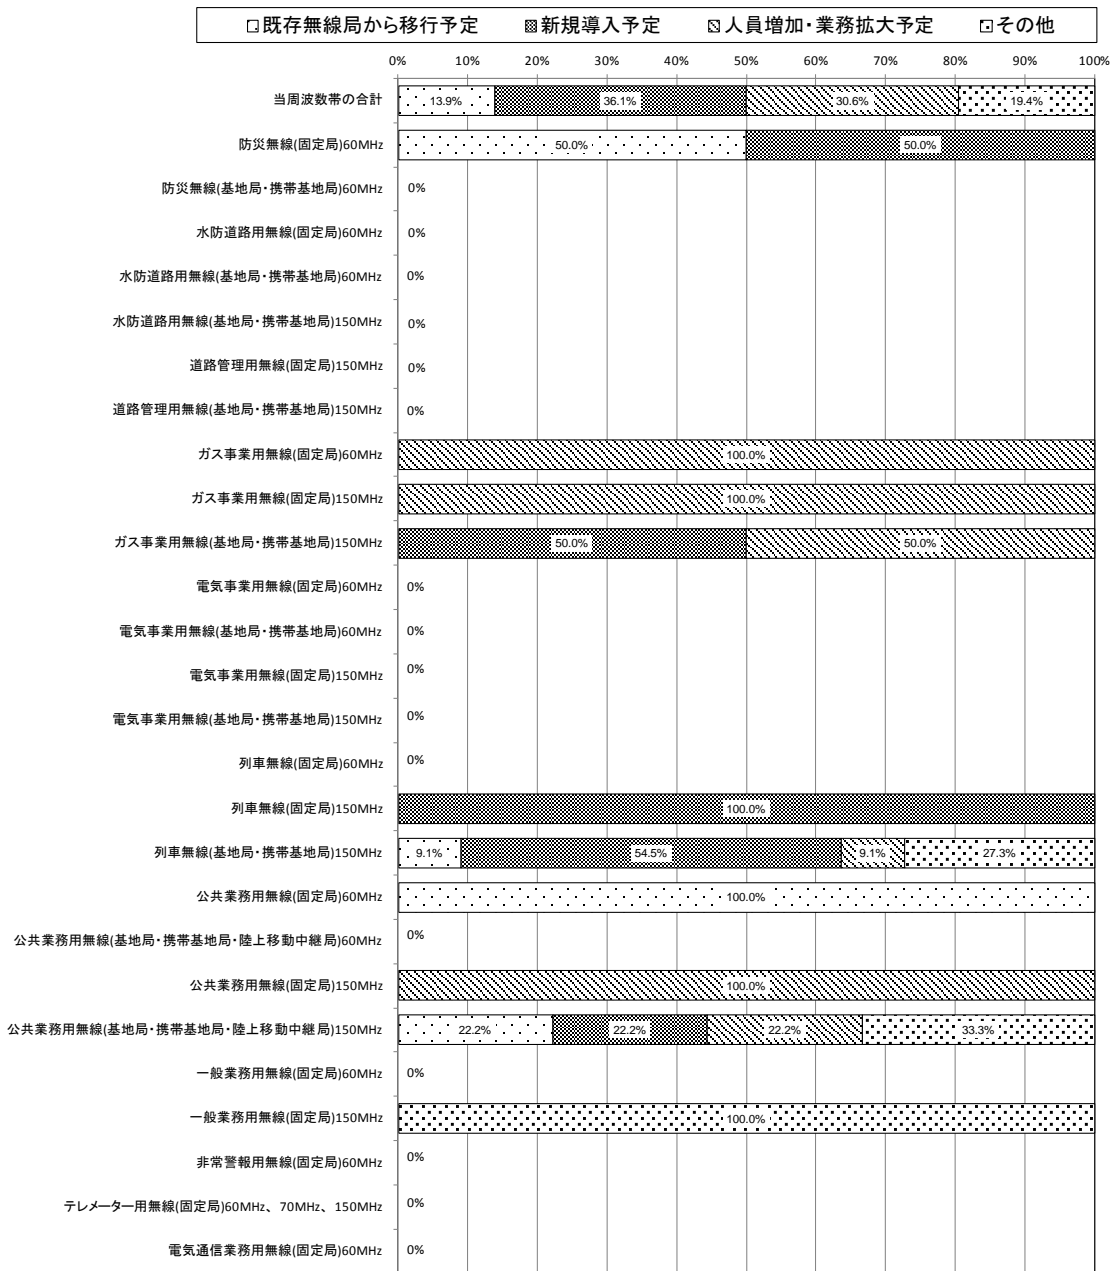 既存無線局から移行予定 新規導入予定 人員増加・業務拡大予定 その他
0% 10% 20% 30% 40% 50% 60% 70% 80% 90% 100%
当周波数帯の合計 13.9% 36.1% 30.6% 19.4%
防災無線(固定局)60MHz 50.0% 50.0%
防災無線(基地局・携帯基地局)60MHz 0%
水防道路用無線(固定局)60MHz 0%
水防道路用無線(基地局・携帯基地局)60MHz 0%
水防道路用無線(基地局・携帯基地局)150MHz 0%
道路管理用無線(固定局)150MHz 0%
道路管理用無線(基地局・携帯基地局)150MHz 0%
ガス事業用無線(固定局)60MHz 100.0%
ガス事業用無線(固定局)150MHz 100.0%
ガス事業用無線(基地局・携帯基地局)150MHz 50.0% 50.0%
電気事業用無線(固定局)60MHz 0%
電気事業用無線(基地局・携帯基地局)60MHz 0%
電気事業用無線(固定局)150MHz 0%
電気事業用無線(基地局・携帯基地局)150MHz 0%
列車無線(固定局)60MHz 0%
列車無線(固定局)150MHz 100.0%
列車無線(基地局・携帯基地局)150MHz 9.1% 54.5% 9.1% 27.3%
公共業務用無線(固定局)60MHz 100.0%
公共業務用無線(基地局・携帯基地局・陸上移動中継局)60MHz 0%
公共業務用無線(固定局)150MHz 100.0%
公共業務用無線(基地局・携帯基地局・陸上移動中継局)150MHz 22.2% 22.2% 22.2% 33.3%
一般業務用無線(固定局)60MHz 0%
一般業務用無線(固定局)150MHz 100.0%
非常警報用無線(固定局)60MHz 0%
テレメーター用無線(固定局)60MHz、70MHz、150MHz 0%
電気通信業務用無線(固定局)60MHz 0%